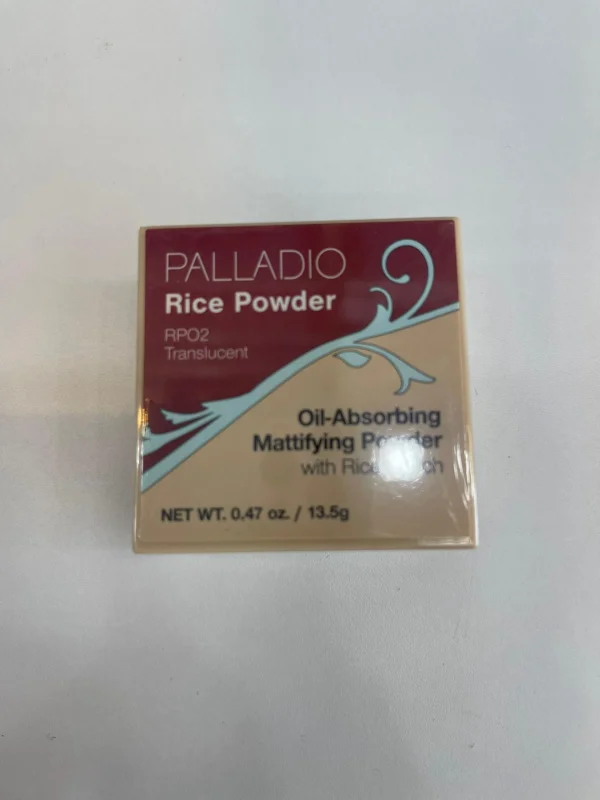 PALLADIO
Rice Powder
RPO2
Translucent
Oil-Absorbing
Mattifying Powder
with Rice
NET WT. 0.47 oz. / 13.5g